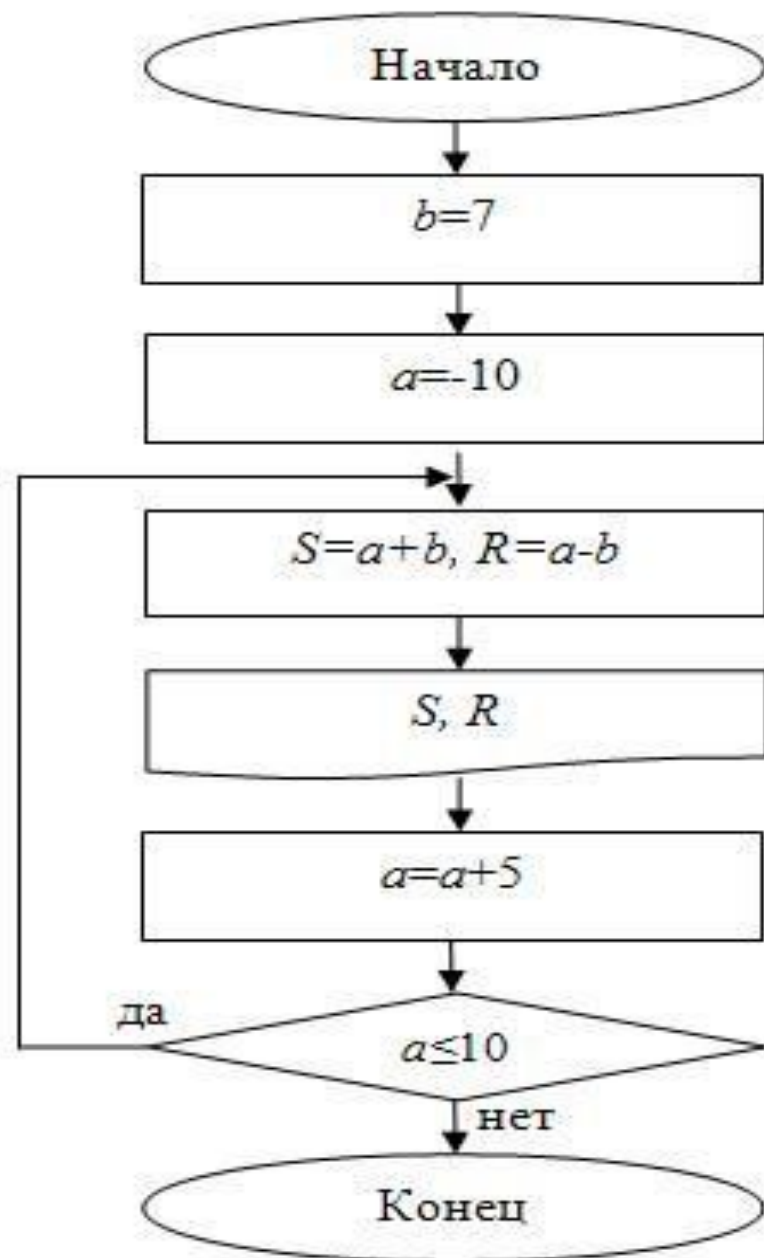 Начало
b=7
a=-10
S=a+b, R=a-b
S, R
a=a+5
да
a≤10
нет
Конец